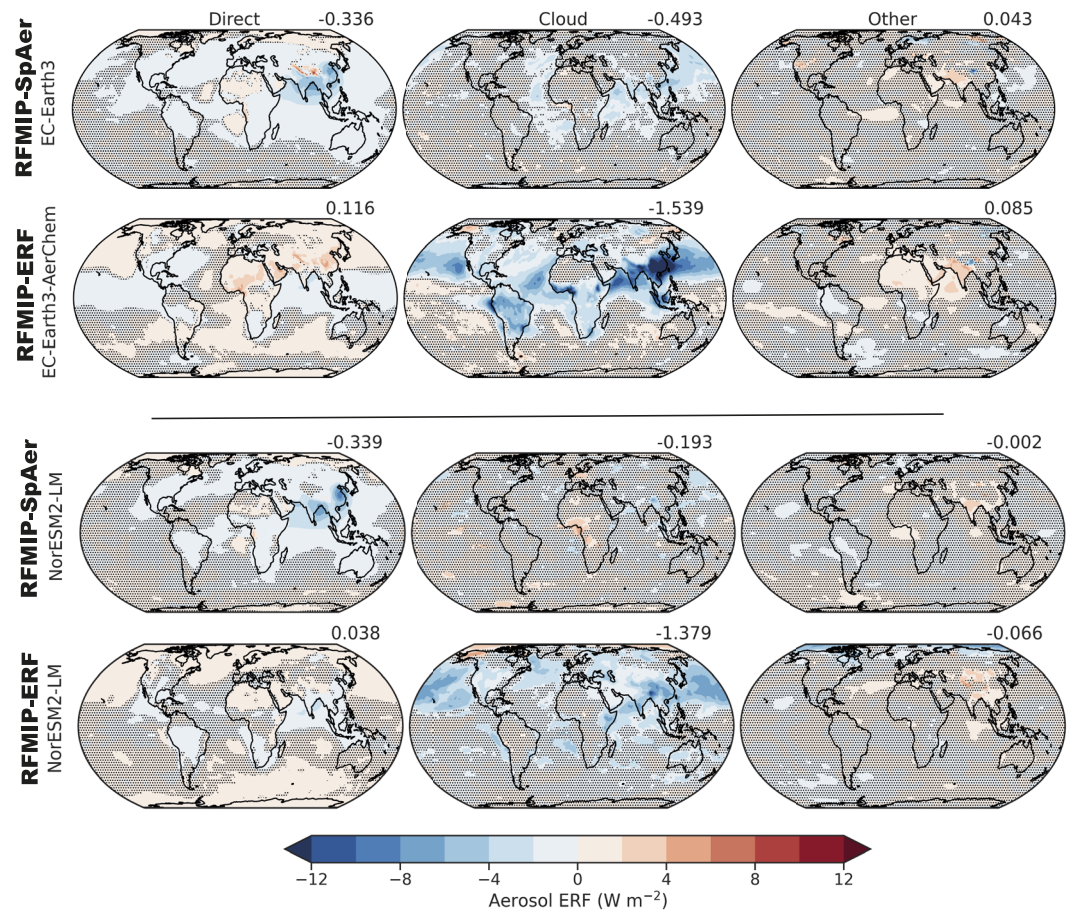 Direct -0.336 Cloud -0.493 Other 0.043
RFMIP-SpAer
EC-Earth3
0.116 -1.539 0.085
RFMIP-ERF
EC-Earth3-AerChem
-0.339 -0.193 -0.002
RFMIP-SpAer
NorESM2-LM
0.038 -1.379 -0.066
RFMIP-ERF
NorESM2-LM
−12 −8 −4 0 4 8 12
Aerosol ERF (W m⁻²)